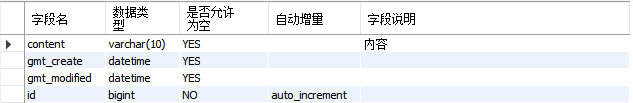 字段名 数据类型 是否允许为空 自动增量 字段说明
content varchar(10) YES 内容
gmt_create datetime YES
gmt_modified datetime YES
id bigint NO auto_increment